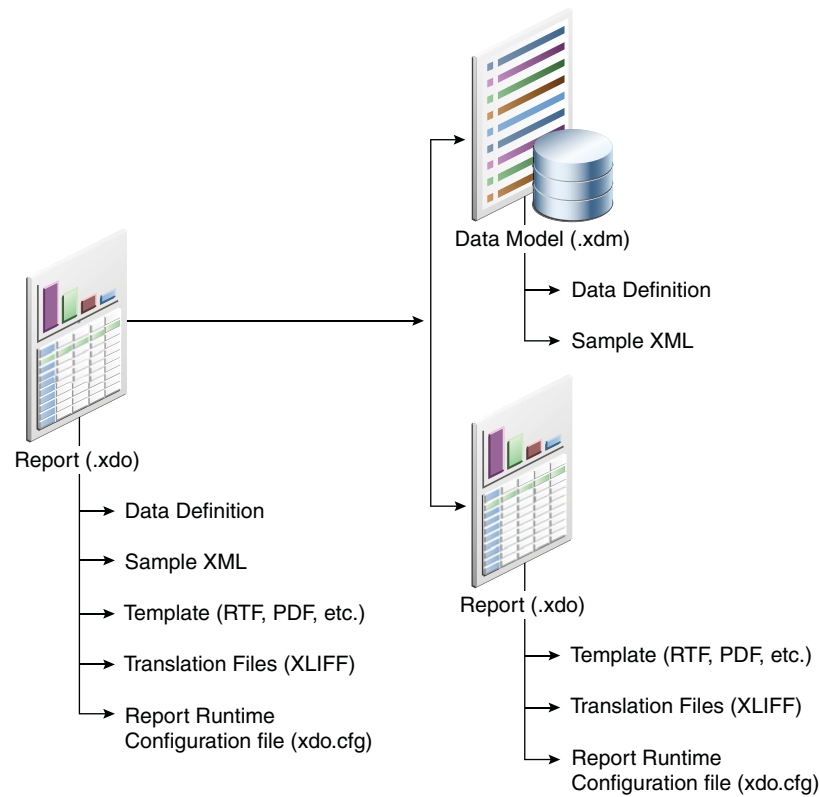 Data Model (.xdm)
Data Definition
Sample XML
Report (.xdo)
Data Definition
Sample XML
Template (RTF, PDF, etc.)
Translation Files (XLIFF)
Report Runtime
Configuration file (xdo.cfg)
Report (.xdo)
Template (RTF, PDF, etc.)
Translation Files (XLIFF)
Report Runtime
Configuration file (xdo.cfg)